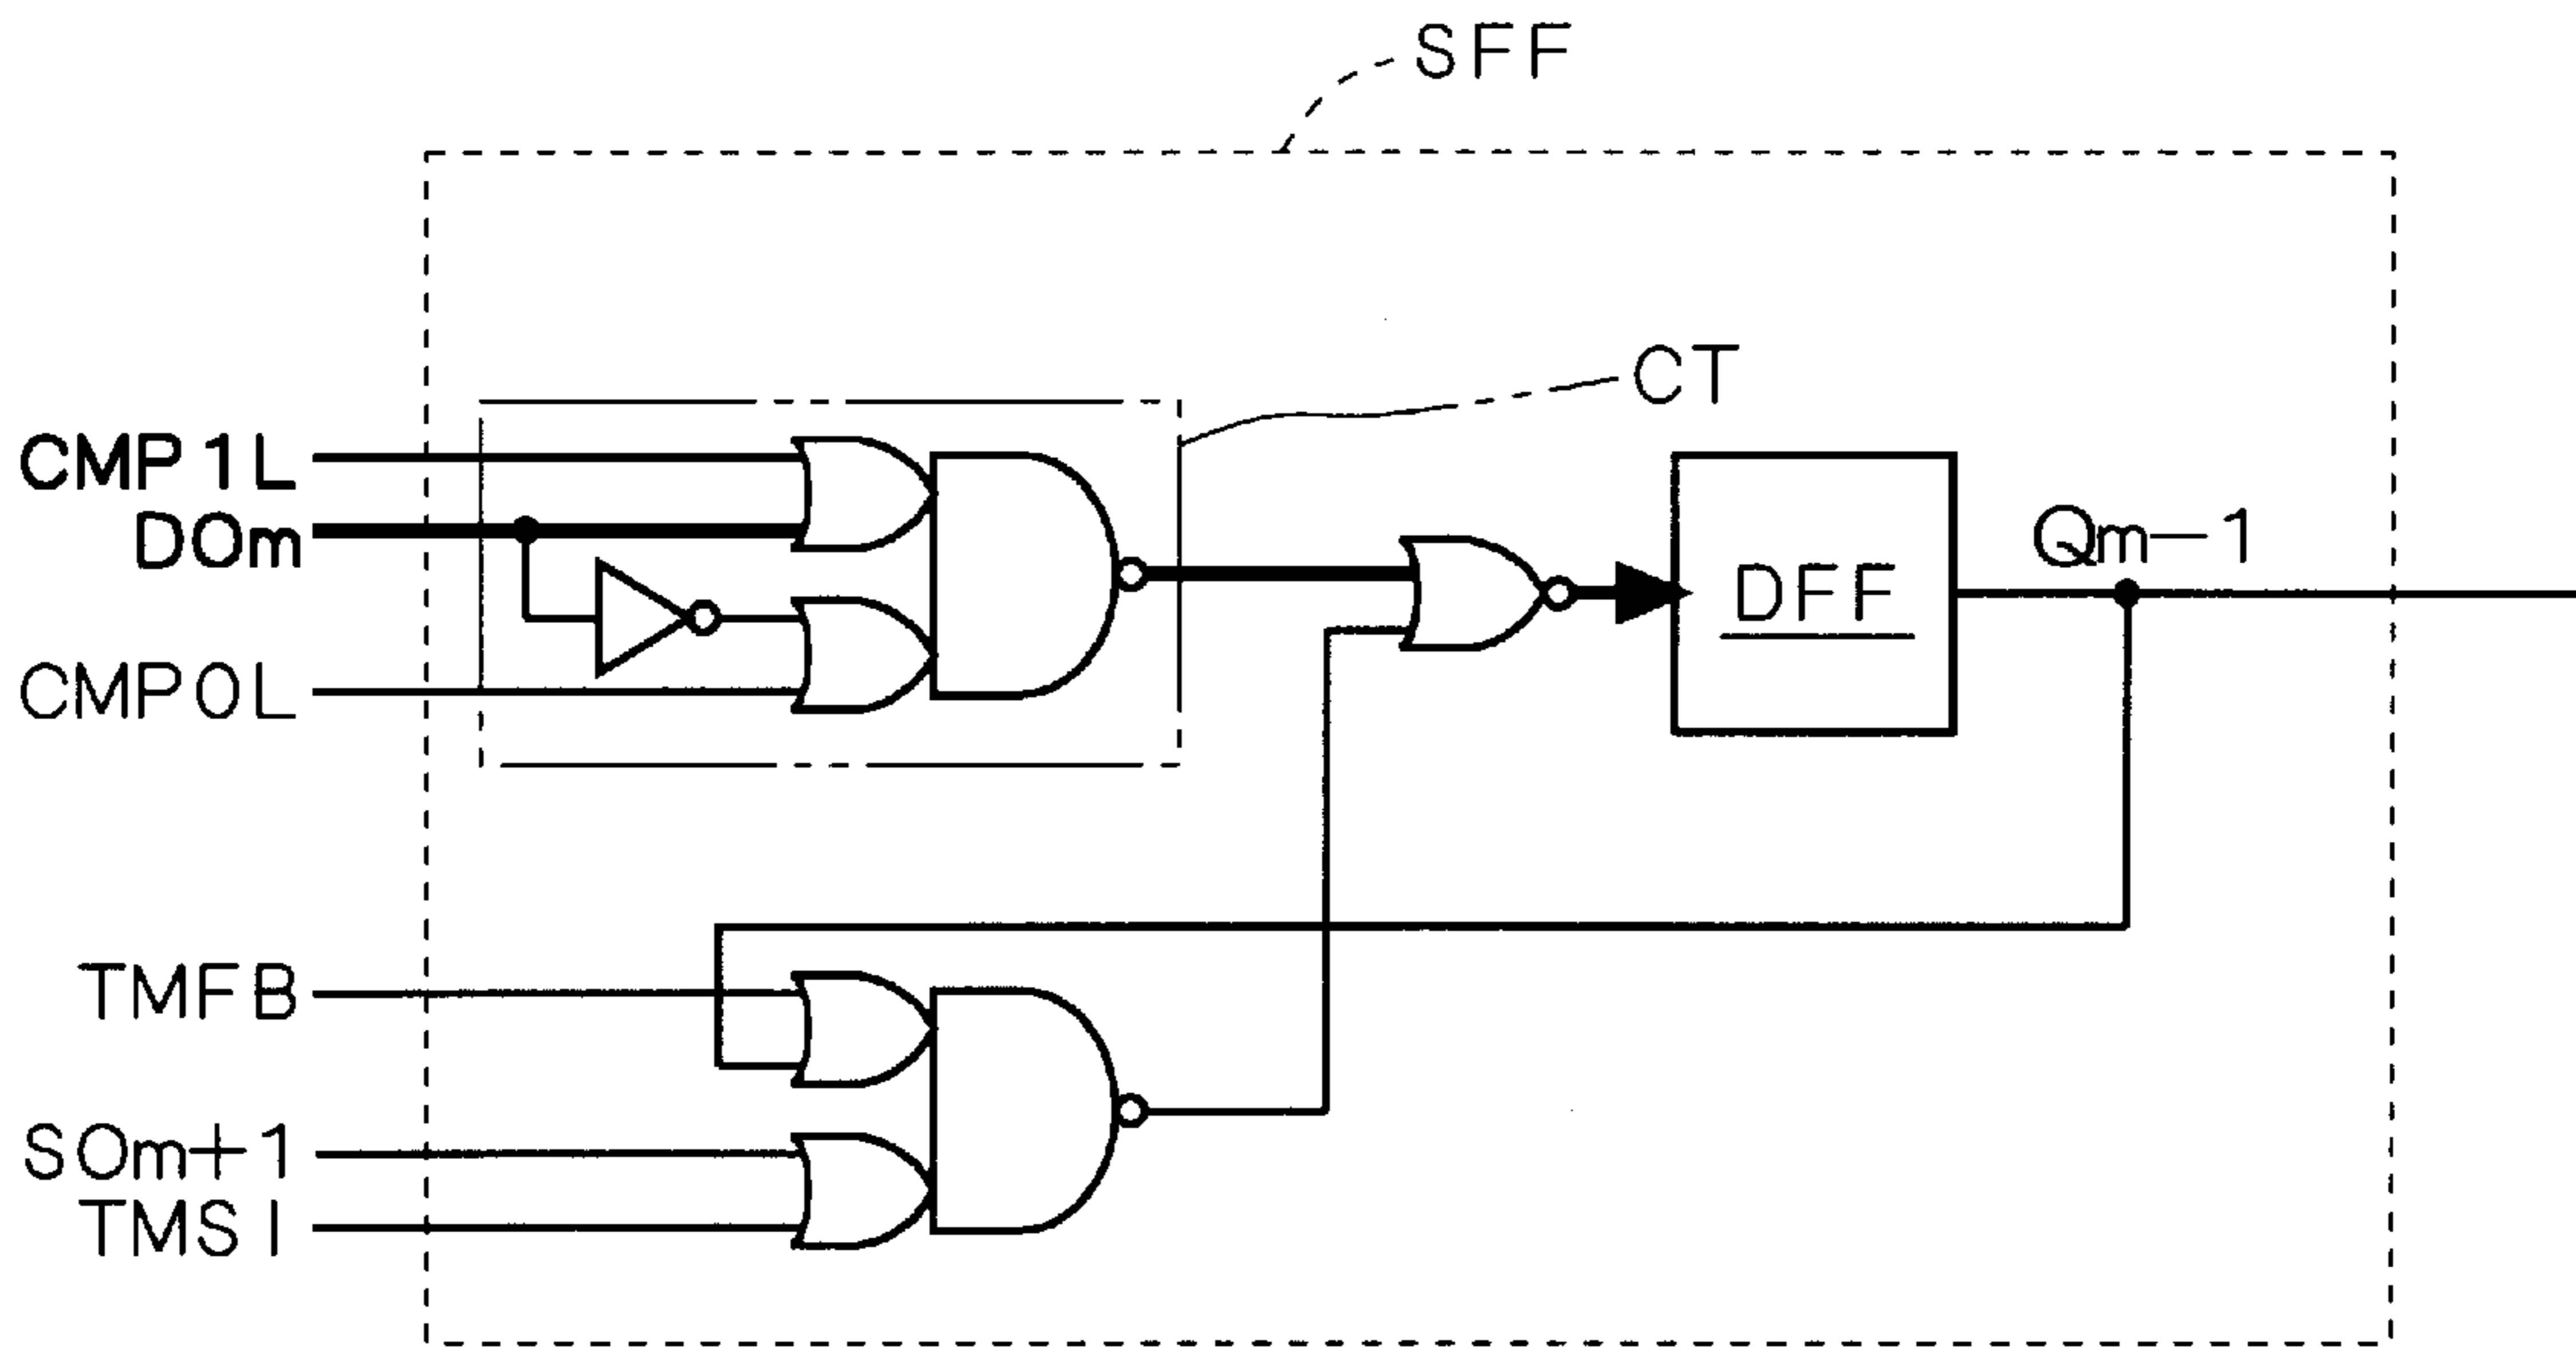 SFF
CT
CMP1L
DOm
CMP0L
DFF
Qm-1
TMFB
SOm+1
TMSI